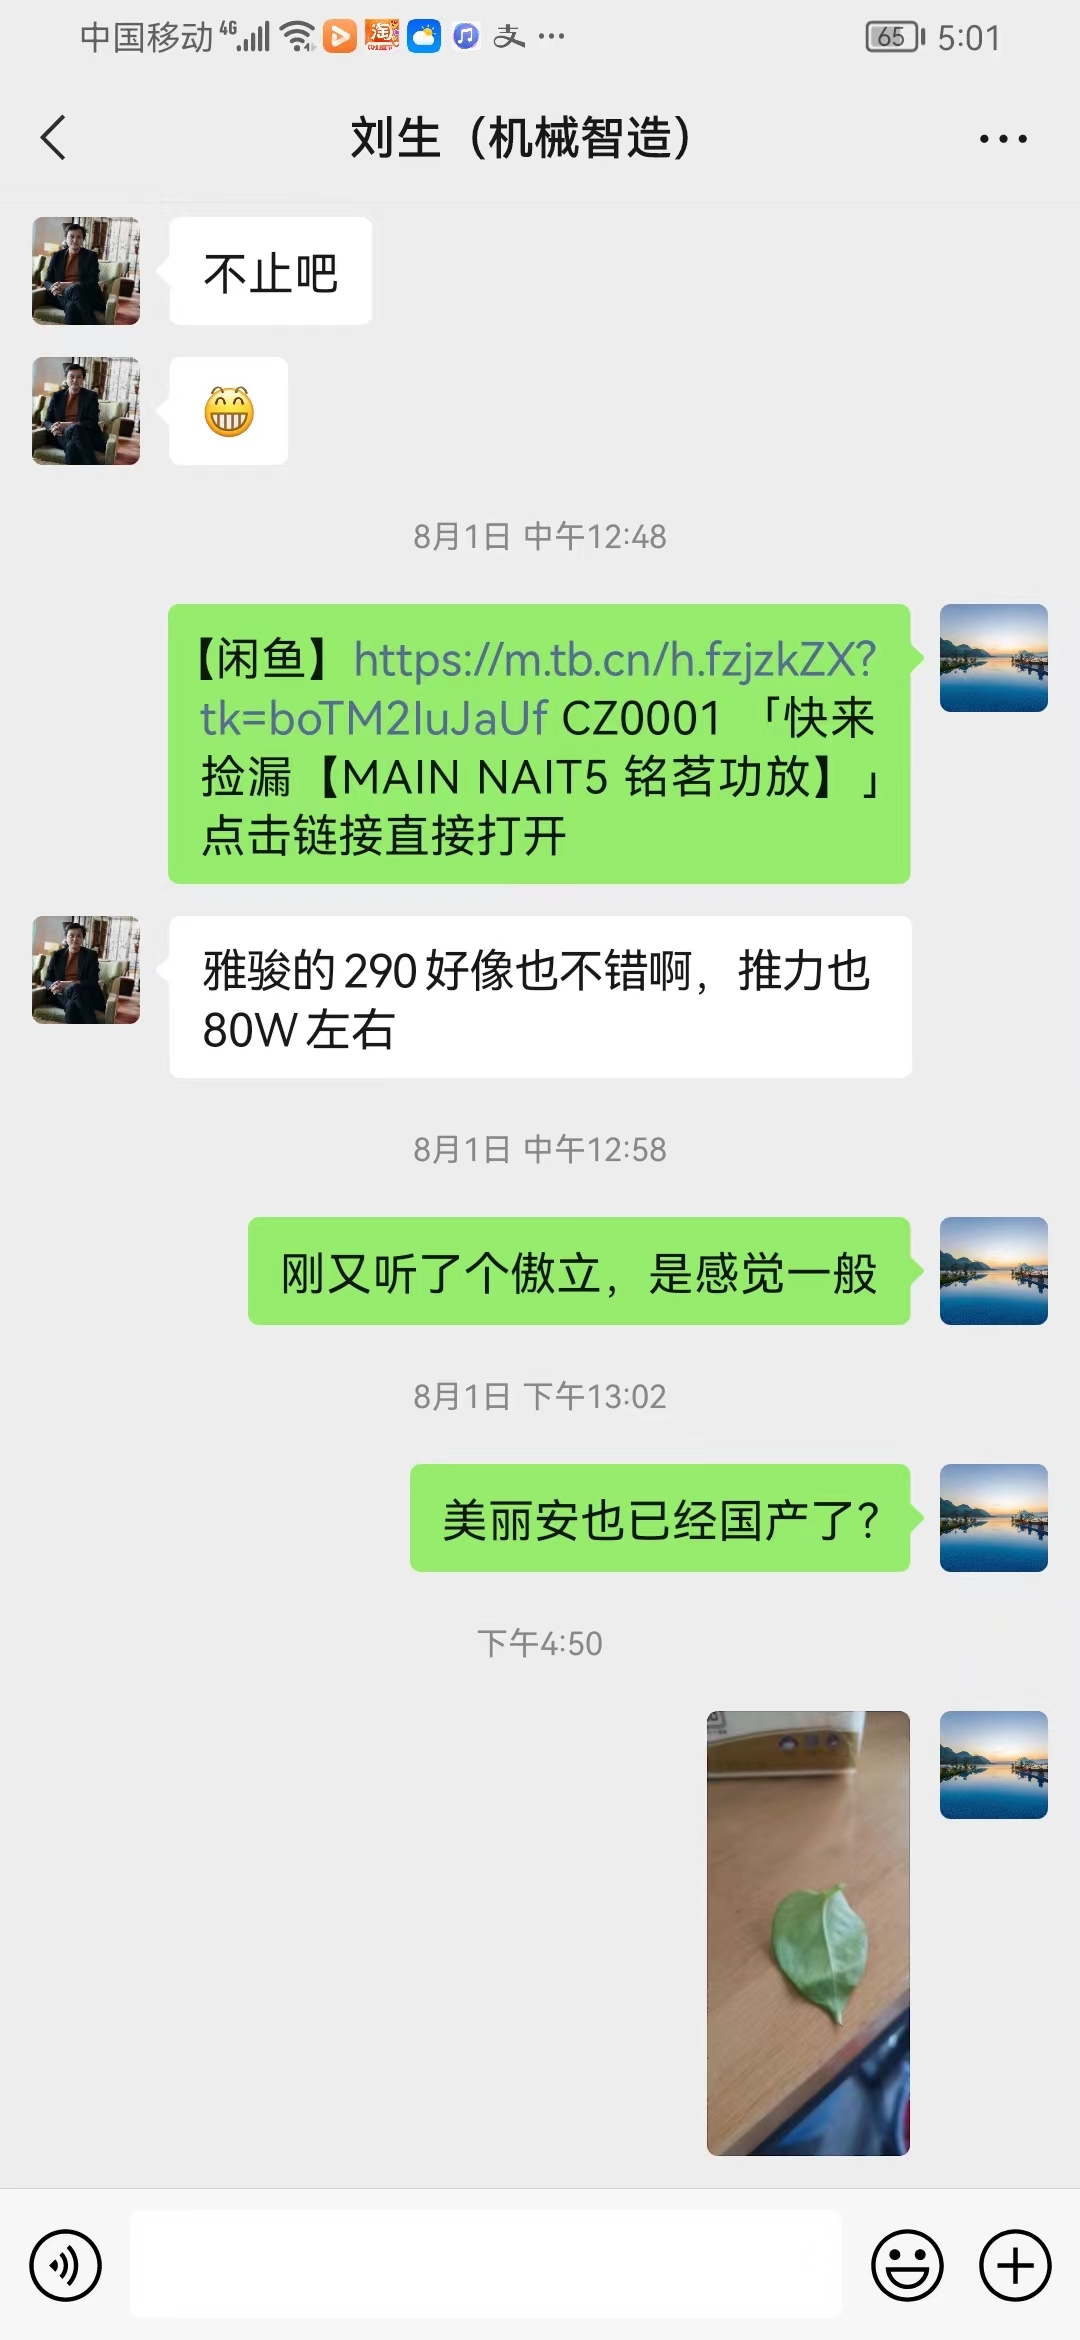 中国移动 4G 65 5:01
刘生（机械智造）
不止吧
8月1日 中午12:48
【闲鱼】https://m.tb.cn/h.fzjzkZX?
tk=boTM2IuJaUf CZ0001 「快来
捡漏【MAIN NAIT5 铭茗功放】」
点击链接直接打开
雅骏的290好像也不错啊，推力也
80W左右
8月1日 中午12:58
刚又听了个傲立，是感觉一般
8月1日 下午13:02
美丽安也已经国产了？
下午4:50